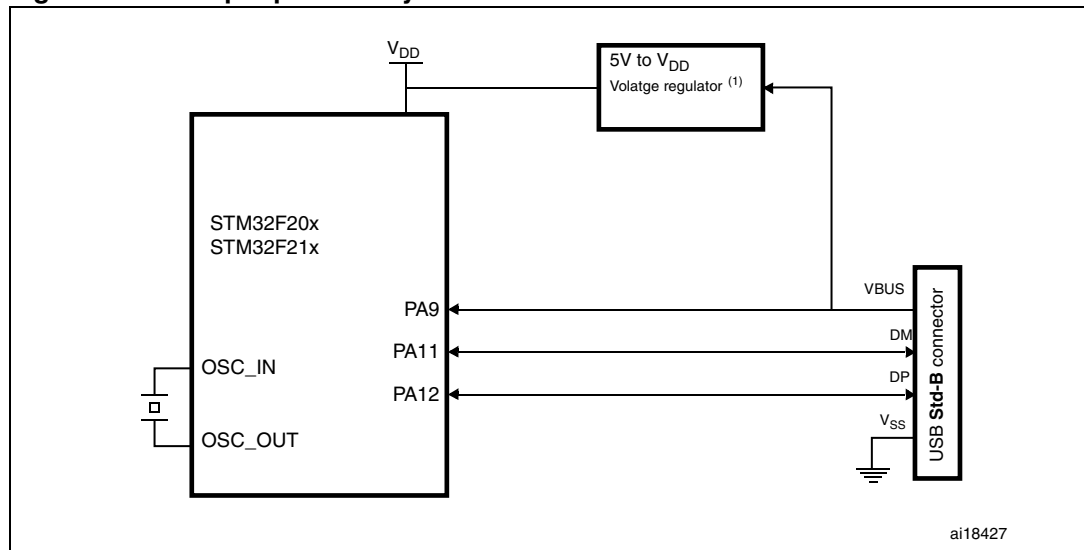 V_DD
5V to V_DD
Volatge regulator (1)
STM32F20x
STM32F21x
VBUS
PA9
DM
PA11
OSC_IN
DP
PA12
V_SS
OSC_OUT
USB Std-B connector
ai18427